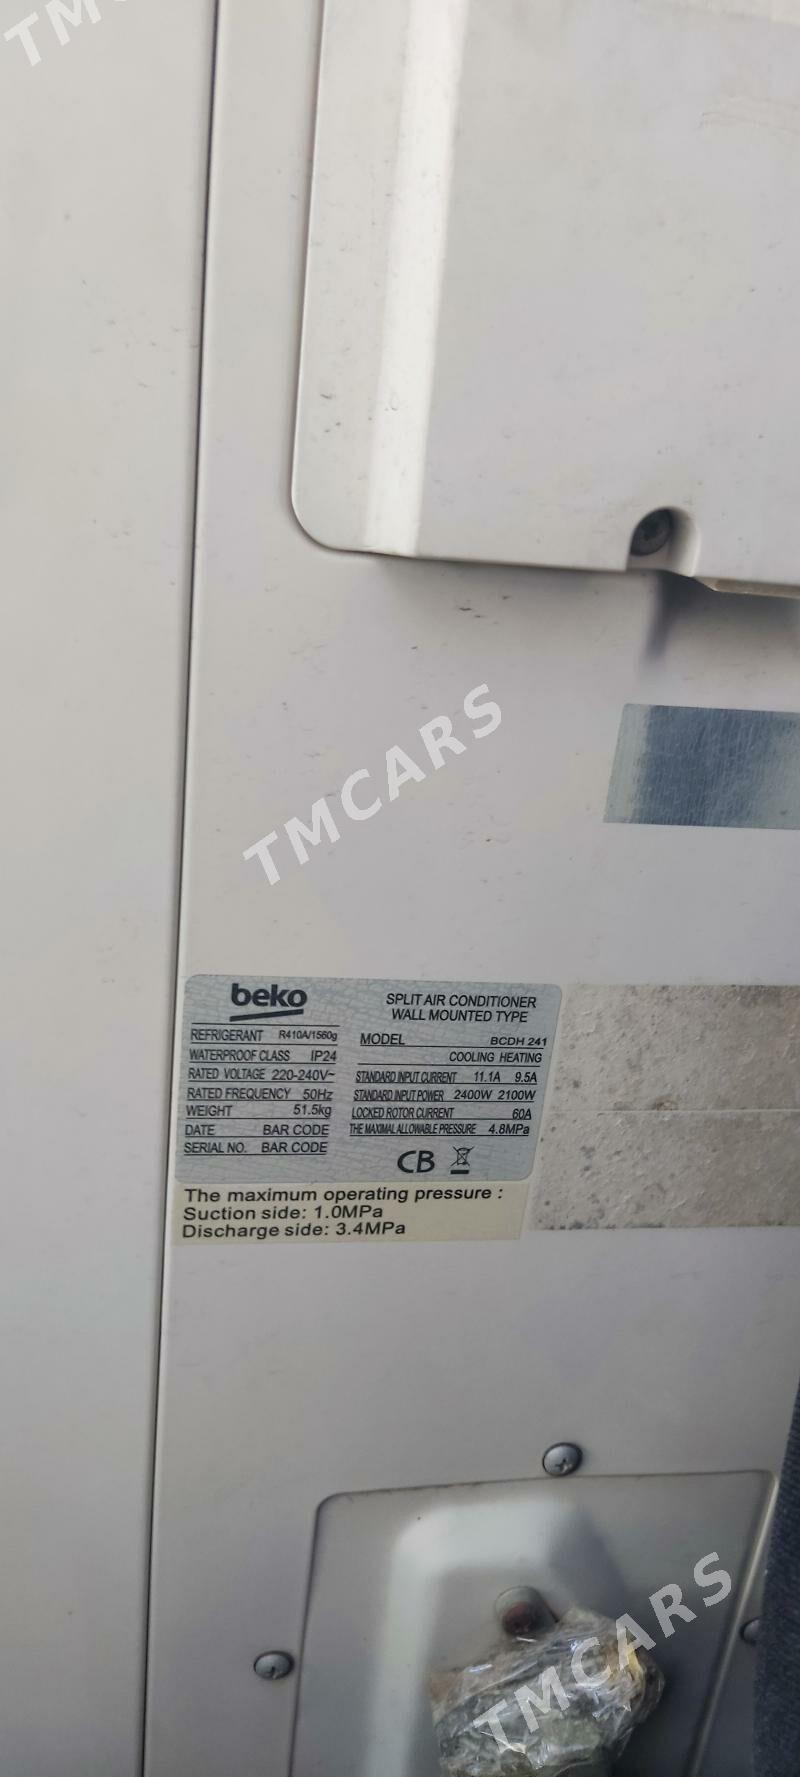 TMCARS
TMCARS
beko
SPLIT AIR CONDITIONER
WALL MOUNTED TYPE
REFRIGERANT R410A/1560g
WATERPROOF CLASS IP24
RATED VOLTAGE 220-240V~
RATED FREQUENCY 50Hz
WEIGHT 51.5kg
DATE BAR CODE
SERIAL NO. BAR CODE
MODEL BCDH 241
COOLING HEATING
STANDARD INPUT CURRENT 11.1A 9.5A
STANDARD INPUT POWER 2400W 2100W
LOCKED ROTOR CURRENT 60A
THE MAXIMAL ALLOWABLE PRESSURE 4.8MPa
CB
The maximum operating pressure :
Suction side: 1.0MPa
Discharge side: 3.4MPa
TMCARS